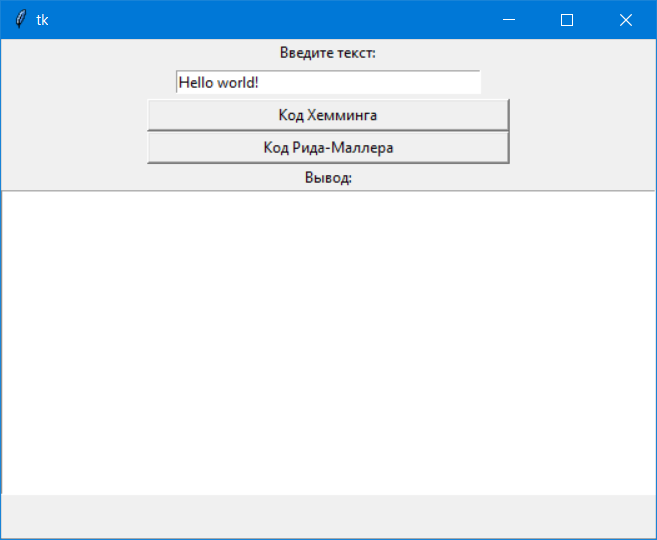 tk
Введите текст:
Hello world!
Код Хемминга
Код Рида-Маллера
Вывод: